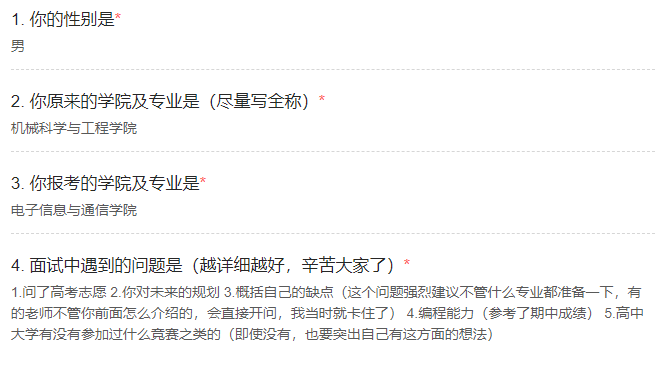 1. 你的性别是*
男
2. 你原来的学院及专业是（尽量写全称）*
机械科学与工程学院
3. 你报考的学院及专业是*
电子信息与通信学院
4. 面试中遇到的问题是（越详细越好，辛苦大家了）*
1.问了高考志愿 2.你对未来的规划 3.概括自己的缺点（这个问题强烈建议不管什么专业都准备一下，有
的老师不管你前面怎么介绍的，会直接开问，我当时就卡住了） 4.编程能力（参考了期中成绩） 5.高中
大学有没有参加过什么竞赛之类的（即使没有，也要突出自己有这方面的想法）